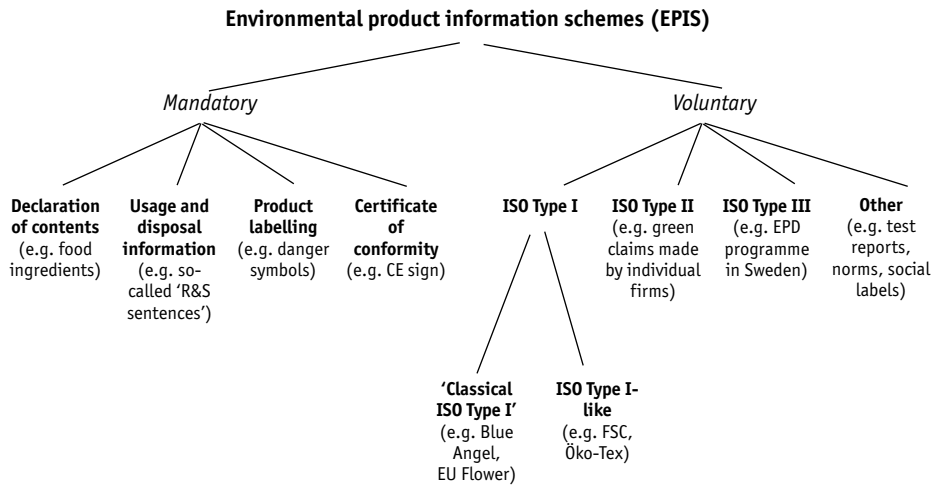 Environmental product information schemes (EPIS)
Mandatory
Voluntary
Declaration
of contents
(e.g. food
ingredients)
Usage and
disposal
information
(e.g. so-
called ‘R&S
sentences’)
Product
labelling
(e.g. danger
symbols)
Certificate
of
conformity
(e.g. CE sign)
ISO Type I
ISO Type II
(e.g. green
claims made
by individual
firms)
ISO Type III
(e.g. EPD
programme
in Sweden)
Other
(e.g. test
reports,
norms, social
labels)
‘Classical
ISO Type I’
(e.g. Blue
Angel,
EU Flower)
ISO Type I-
like
(e.g. FSC,
Öko-Tex)